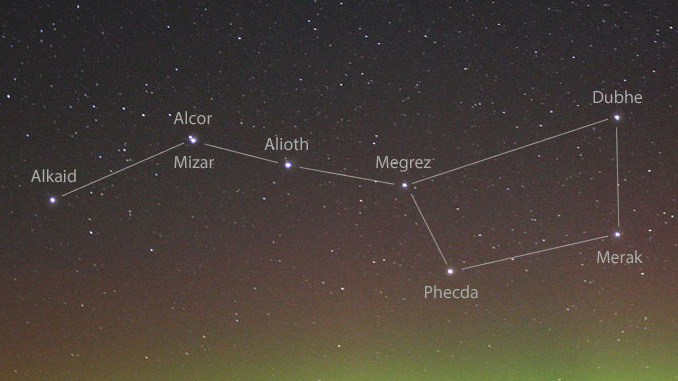 Dubhe
Alcor
Alioth
Megrez
Mizar
Alkaid
Merak
Phecda